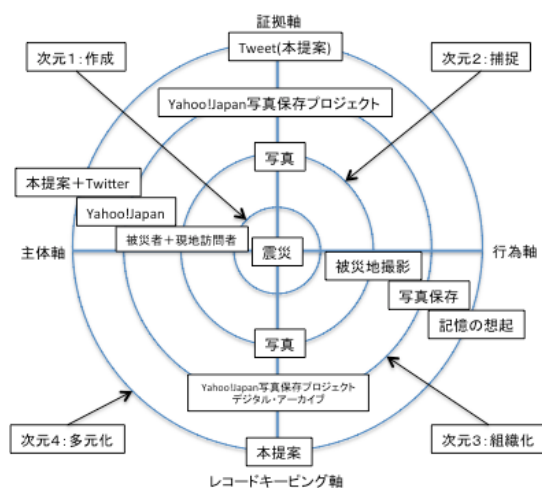 証拠軸
Tweet(本提案)
次元1：作成
次元2：捕捉
Yahoo!Japan写真保存プロジェクト
写真
本提案＋Twitter
Yahoo!Japan
被災者＋現地訪問者
主体軸
震災
行為軸
被災地撮影
写真保存
記憶の想起
写真
Yahoo!Japan写真保存プロジェクト
デジタル・アーカイブ
次元4：多元化
次元3：組織化
本提案
レコードキーピング軸